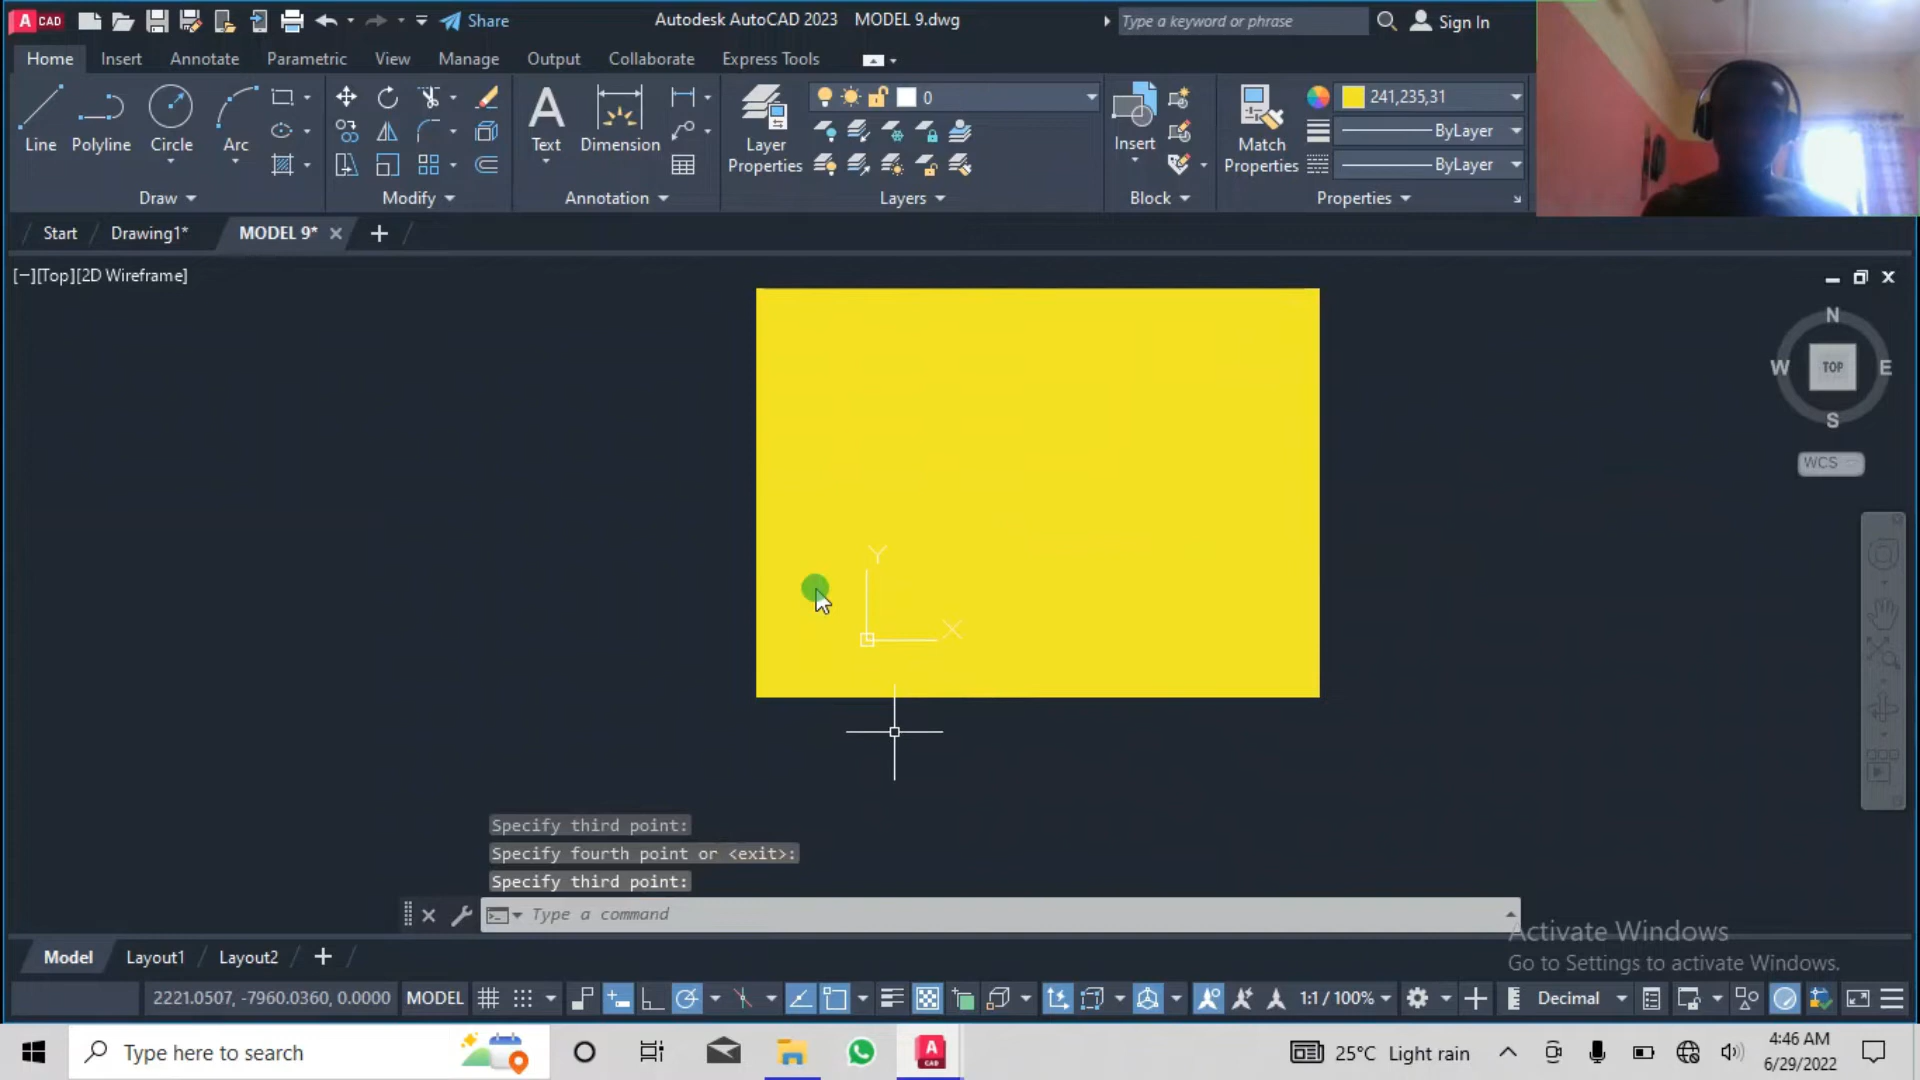 A CAD
Share
Autodesk AutoCAD 2023 MODEL 9.dwg
Type a keyword or phrase
Sign In
Home Insert Annotate Parametric View Manage Output Collaborate Express Tools
0
241,235,31
ByLayer
ByLayer
Line Polyline Circle Arc
Text Dimension
Layer
Properties
Insert
Match
Properties
Draw Modify Annotation Layers Block Properties
Start Drawing1* MODEL 9*
[−][Top][2D Wireframe]
N
W TOP E
S
WCS
Y
X
Specify third point:
Specify fourth point or <exit>:
Specify third point:
Type a command
Activate Windows
Go to Settings to activate Windows.
Model Layout1 Layout2
2221.0507, -7960.0360, 0.0000 MODEL
1:1 / 100%
Decimal
Type here to search
A
CAD
25°C Light rain
4:46 AM
6/29/2022